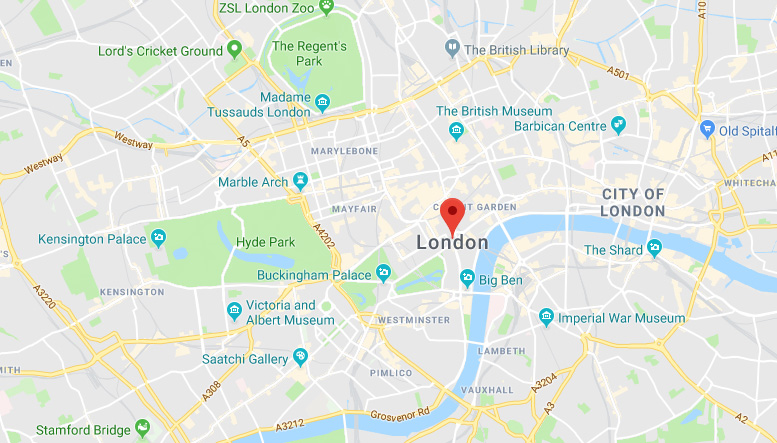 ZSL London Zoo
Lord's Cricket Ground
The Regent's
Park
The British Library
A501
A10
Madame
Tussauds London
The British Museum
Barbican Centre
Old Spitalf
A5
Westway
Westway
MARYLEBONE
A11
Marble Arch
WHITECHA
MAYFAIR
GARDEN
CITY OF
LONDON
Kensington Palace
Hyde Park
A4202
London
The Shard
Buckingham Palace
Big Ben
KENSINGTON
A3220
Victoria and
Albert Museum
WESTMINSTER
Imperial War Museum
Saatchi Gallery
LAMBETH
PIMLICO
A308
A3204
VAUXHALL
A3
A2
A3212
Grosvenor Rd
Stamford Bridge